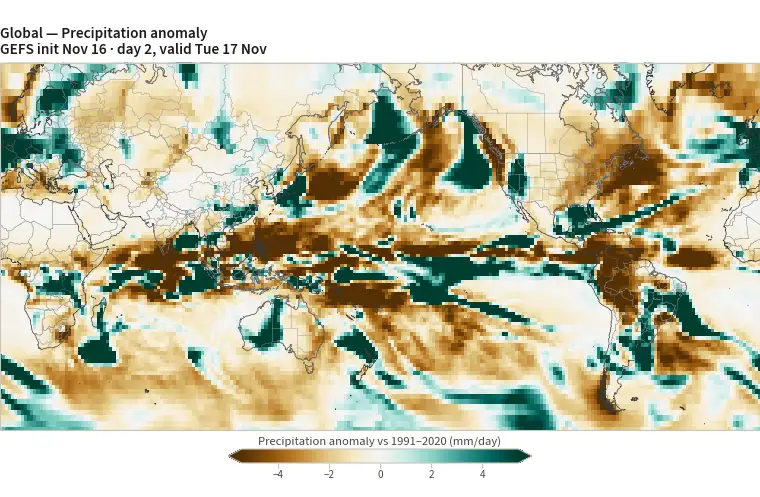 Global — Precipitation anomaly
GEFS init Nov 16 · day 2, valid Tue 17 Nov
Precipitation anomaly vs 1991–2020 (mm/day)
−4 −2 0 2 4